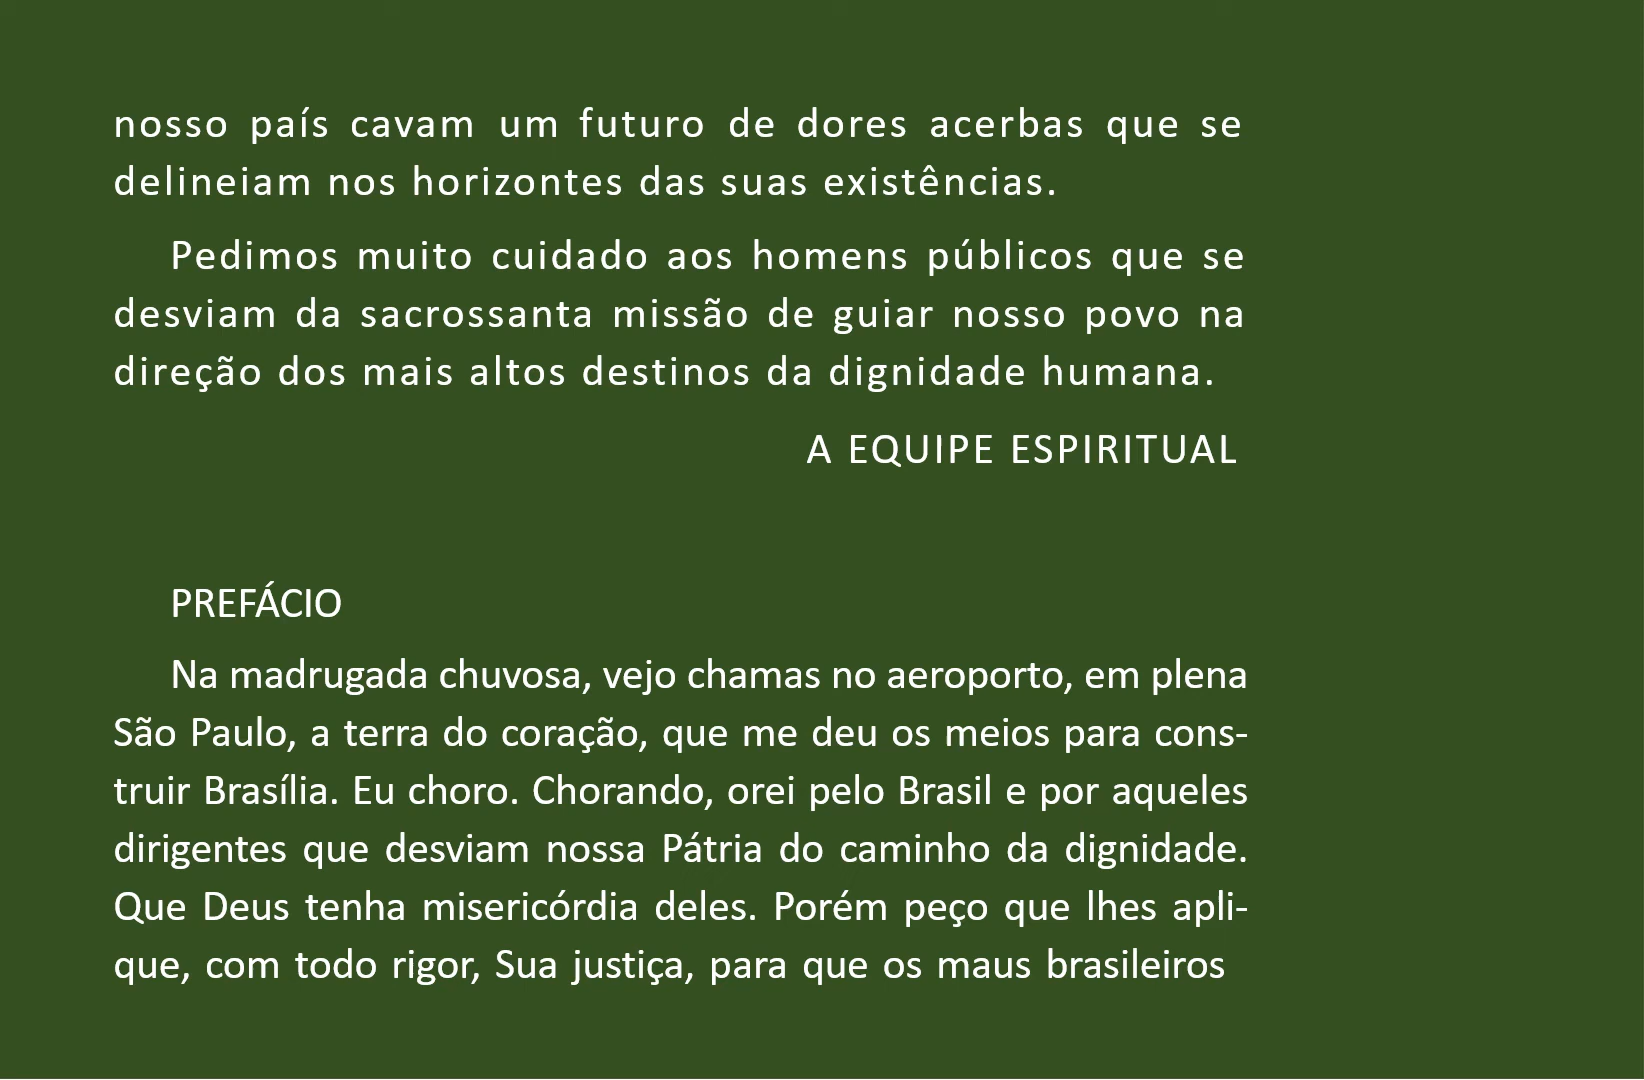 nosso país cavam um futuro de dores acerbas que se
delineiam nos horizontes das suas existências.
Pedimos muito cuidado aos homens públicos que se
desviam da sacrossanta missão de guiar nosso povo na
direção dos mais altos destinos da dignidade humana.
A EQUIPE ESPIRITUAL
PREFÁCIO
Na madrugada chuvosa, vejo chamas no aeroporto, em plena
São Paulo, a terra do coração, que me deu os meios para cons-
truir Brasília. Eu choro. Chorando, orei pelo Brasil e por aqueles
dirigentes que desviam nossa Pátria do caminho da dignidade.
Que Deus tenha misericórdia deles. Porém peço que lhes apli-
que, com todo rigor, Sua justiça, para que os maus brasileiros